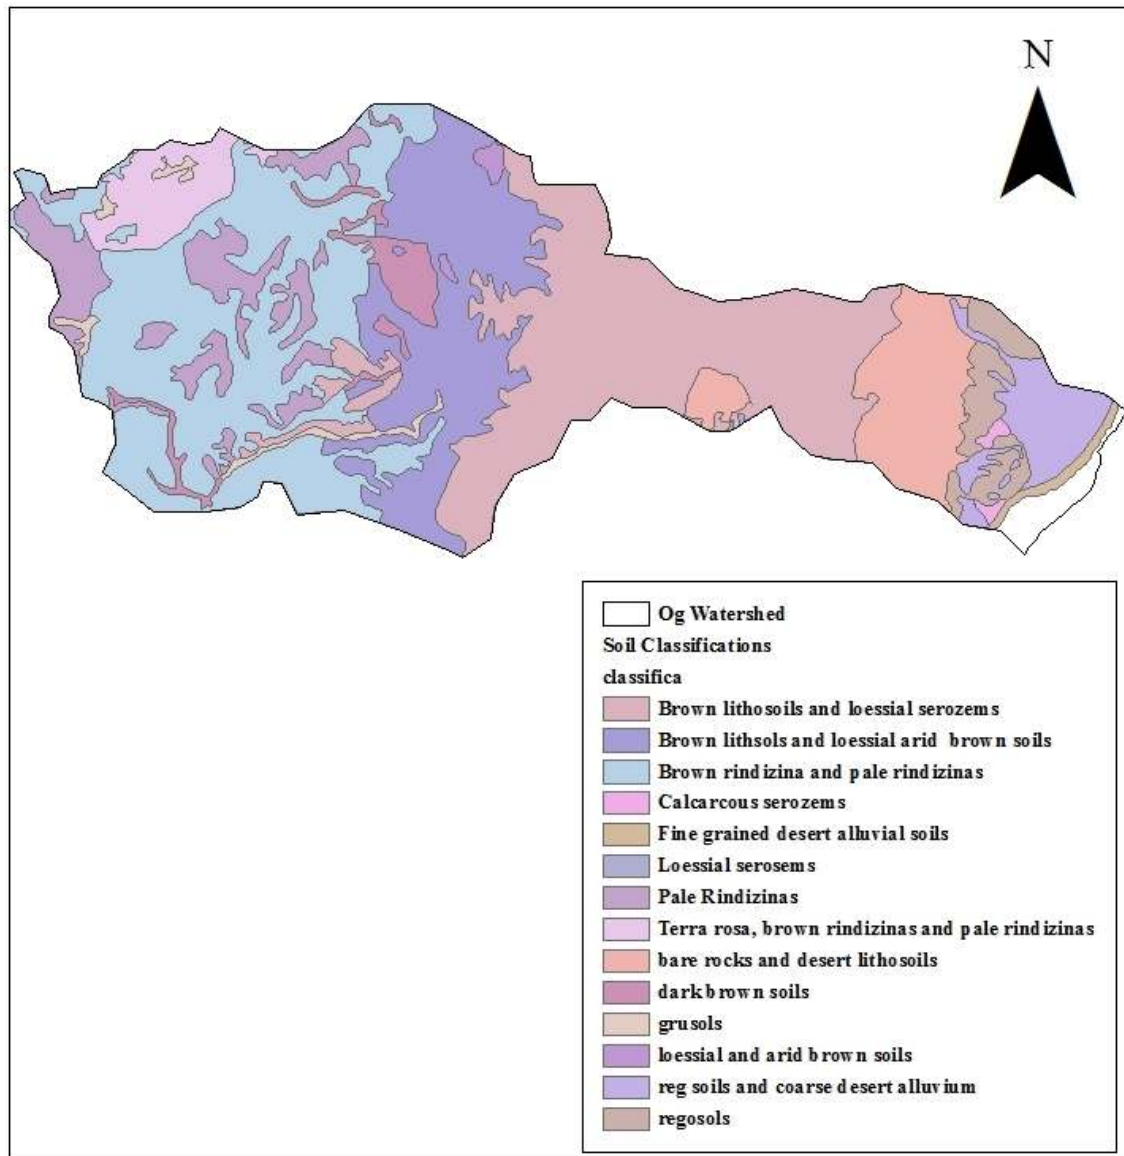 N
Og Watershed
Soil Classifications
classifica
Brown lithosoils and loessial serozems
Brown lithsols and loessial arid brown soils
Brown rindizina and pale rindizinas
Calcarcous serozems
Fine grained desert alluvial soils
Loessial serosems
Pale Rindizinas
Terra rosa, brown rindizinas and pale rindizinas
bare rocks and desert lithosoils
dark brown soils
grusols
loessial and arid brown soils
reg soils and coarse desert alluvium
regosols